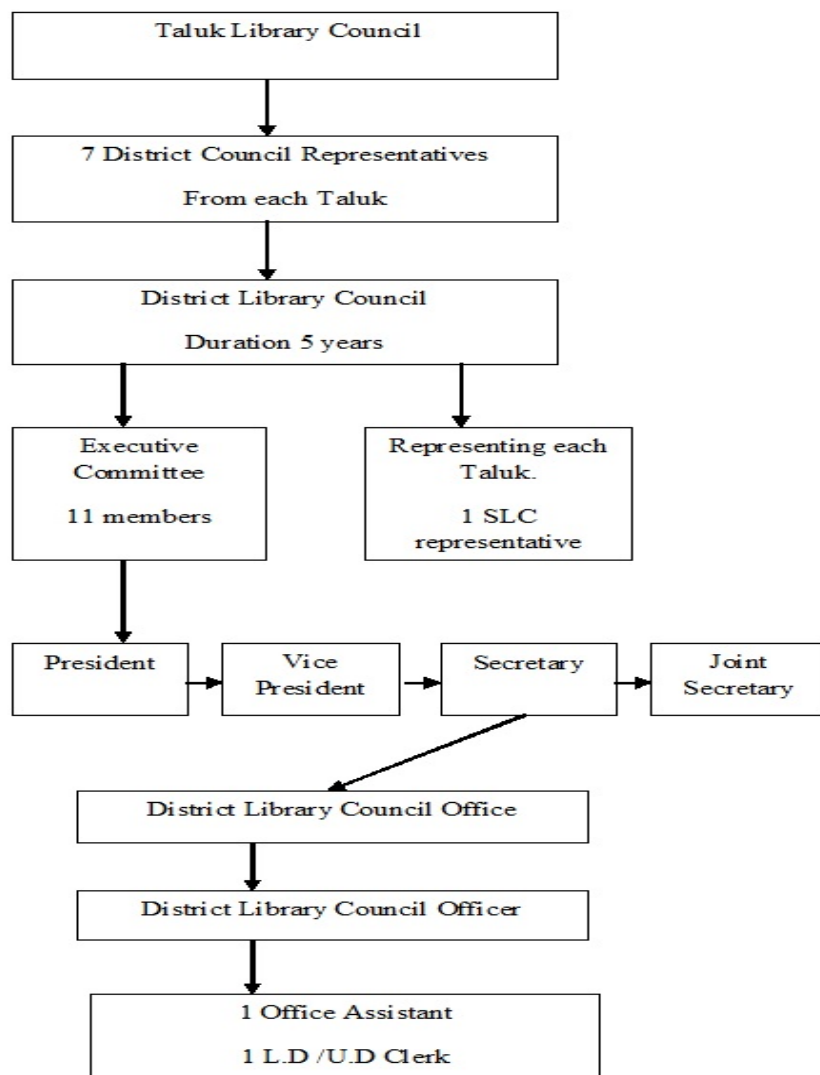 Taluk Library Council
7 District Council Representatives
From each Taluk
District Library Council
Duration 5 years
Executive
Committee
11 members
Representing each
Taluk.
1 SLC
representative
President
Vice
President
Secretary
Joint
Secretary
District Library Council Office
District Library Council Officer
1 Office Assistant
1 L.D /U.D Clerk